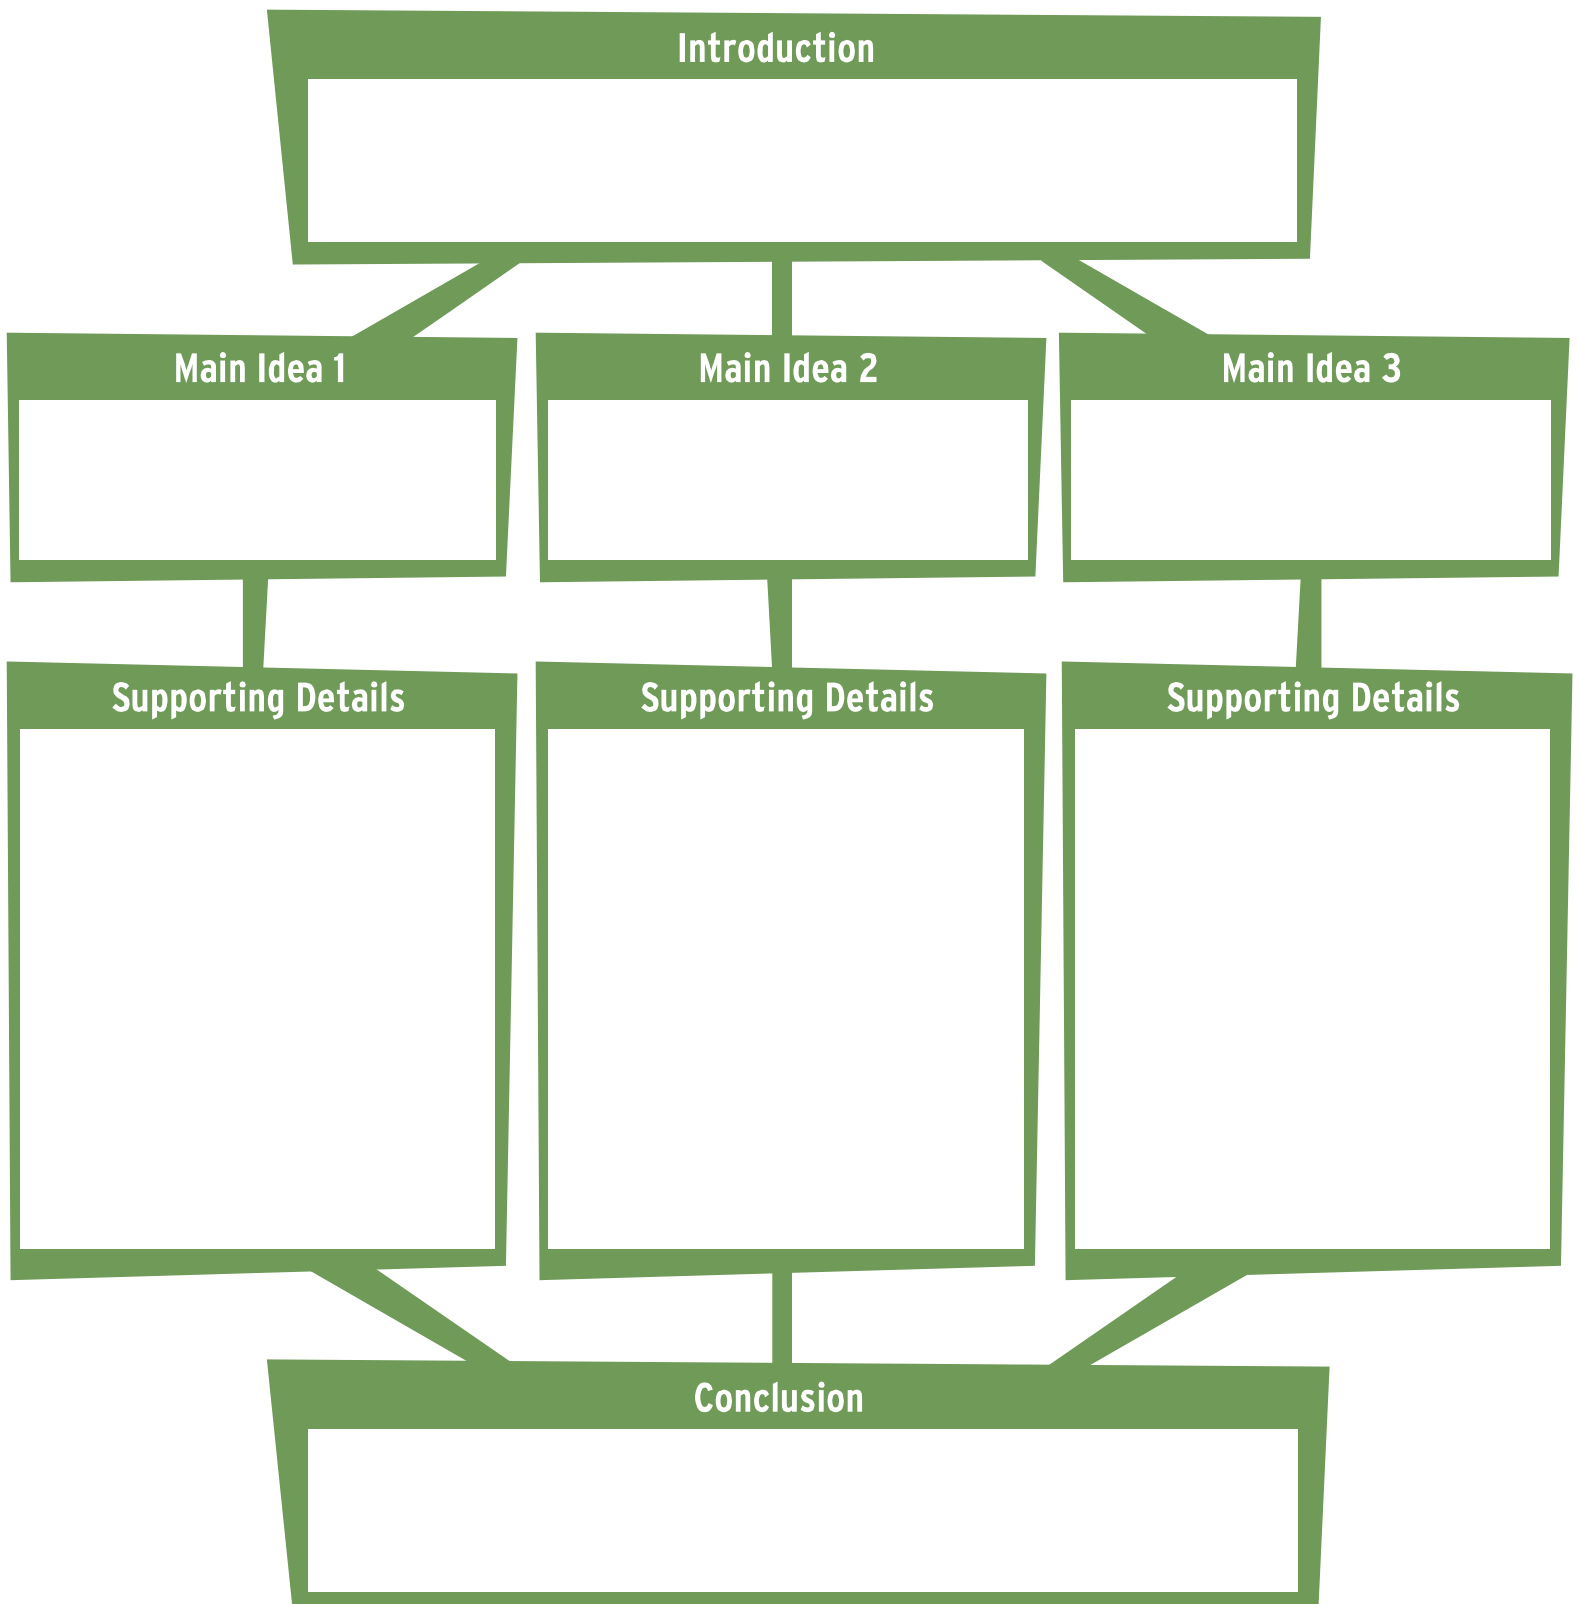 Introduction
Main Idea 1
Main Idea 2
Main Idea 3
Supporting Details
Supporting Details
Supporting Details
Conclusion